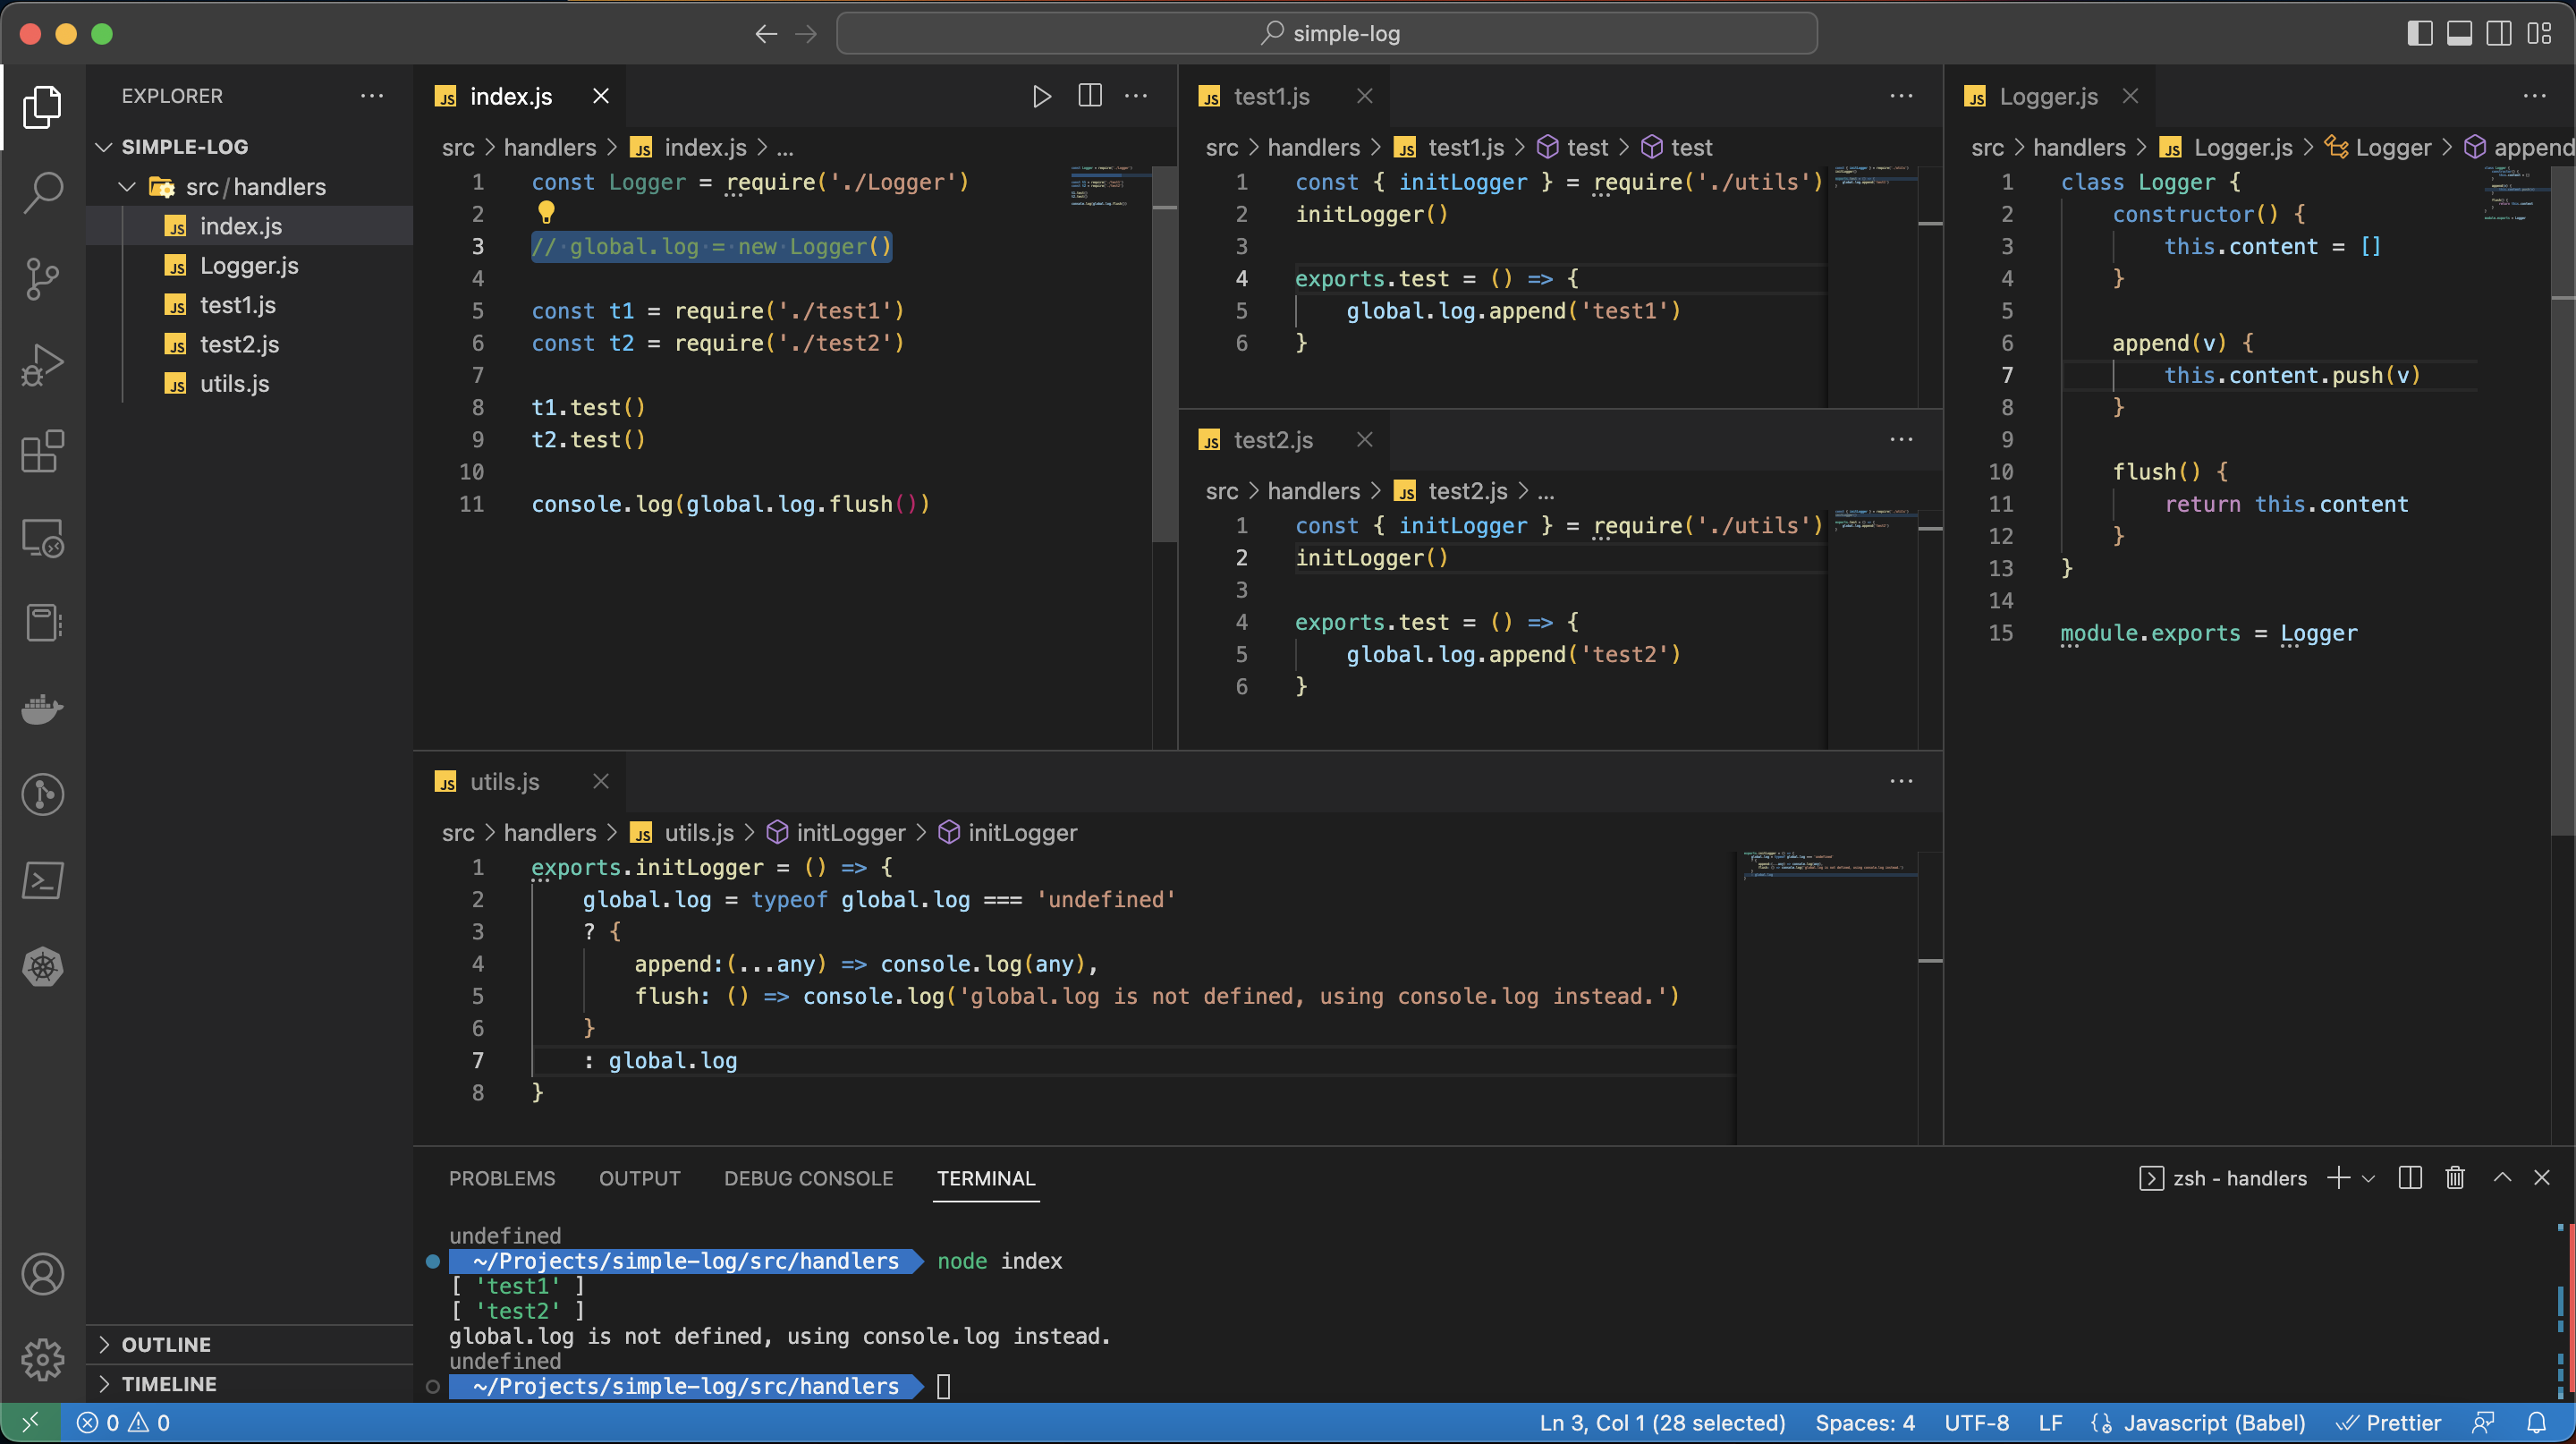 simple-log
EXPLORER
SIMPLE-LOG
src/handlers
index.js
Logger.js
test1.js
test2.js
utils.js
OUTLINE
TIMELINE
index.js
src > handlers > index.js > ...
1 const Logger = require('./Logger')
2
3 // global.log = new Logger()
4
5 const t1 = require('./test1')
6 const t2 = require('./test2')
7
8 t1.test()
9 t2.test()
10
11 console.log(global.log.flush())
test1.js
src > handlers > test1.js > test > test
1 const { initLogger } = require('./utils')
2 initLogger()
3
4 exports.test = () => {
5 global.log.append('test1')
6 }
test2.js
src > handlers > test2.js > ...
1 const { initLogger } = require('./utils')
2 initLogger()
3
4 exports.test = () => {
5 global.log.append('test2')
6 }
Logger.js
src > handlers > Logger.js > Logger > append
1 class Logger {
2 constructor() {
3 this.content = []
4 }
5
6 append(v) {
7 this.content.push(v)
8 }
9
10 flush() {
11 return this.content
12 }
13 }
14
15 module.exports = Logger
utils.js
src > handlers > utils.js > initLogger > initLogger
1 exports.initLogger = () => {
2 global.log = typeof global.log === 'undefined'
3 ? {
4 append:(...any) => console.log(any),
5 flush: () => console.log('global.log is not defined, using console.log instead.')
6 }
7 : global.log
8 }
PROBLEMS OUTPUT DEBUG CONSOLE TERMINAL
zsh - handlers
undefined
~/Projects/simple-log/src/handlers node index
[ 'test1' ]
[ 'test2' ]
global.log is not defined, using console.log instead.
undefined
~/Projects/simple-log/src/handlers
0 0 Ln 3, Col 1 (28 selected) Spaces: 4 UTF-8 LF Javascript (Babel) Prettier